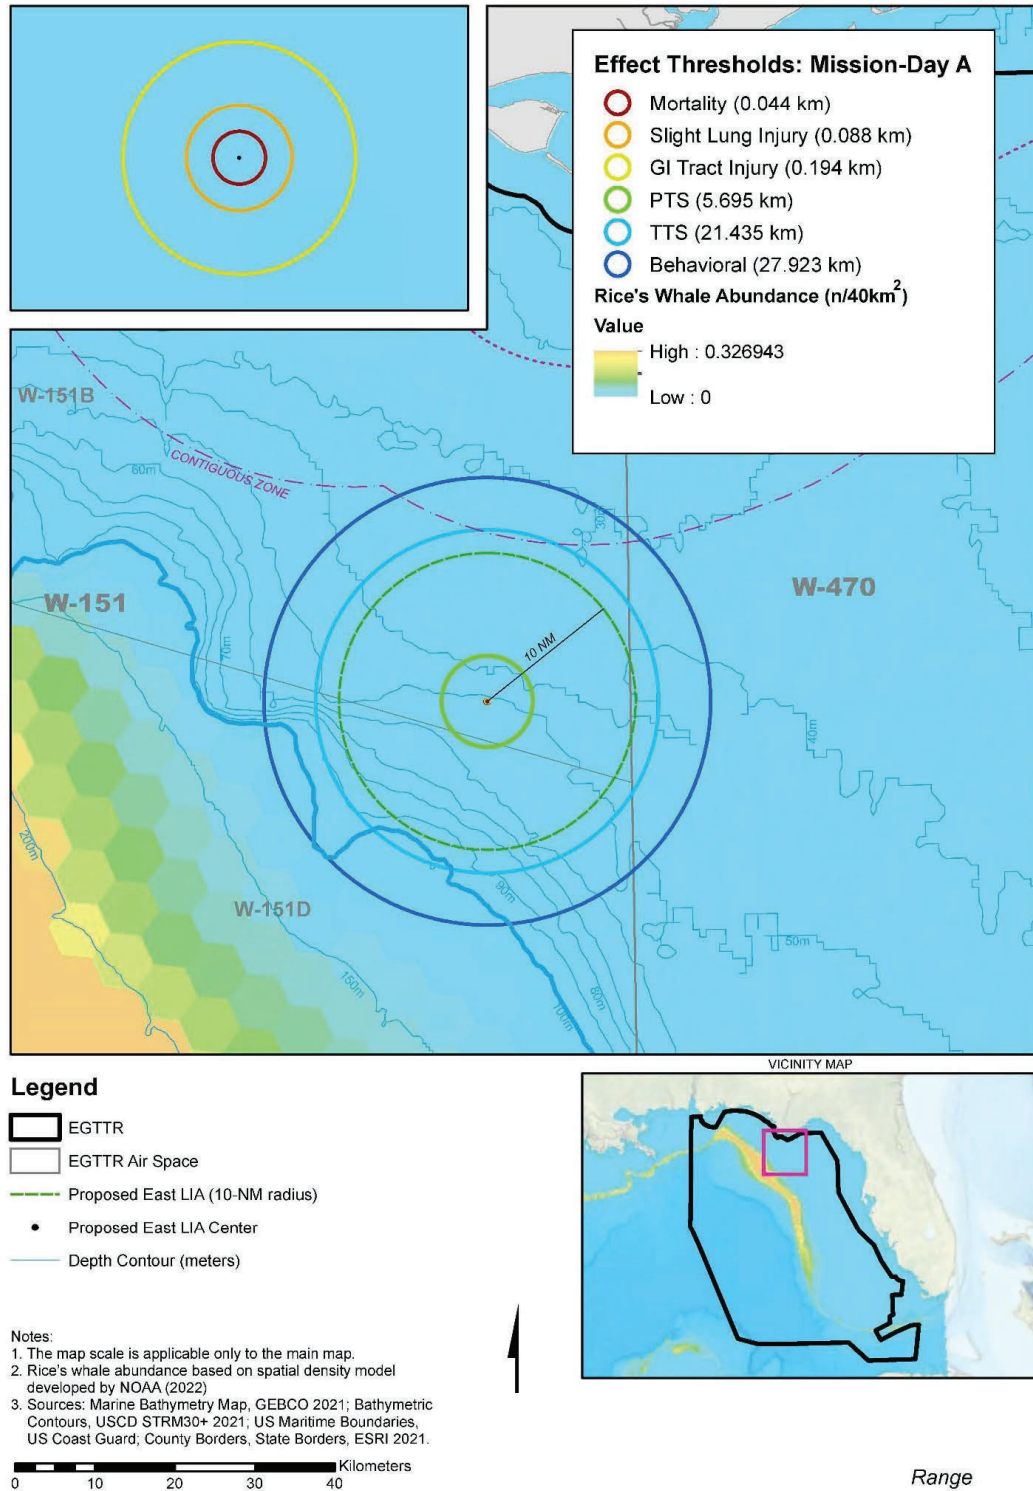 Effect Thresholds: Mission-Day A
Mortality (0.044 km)
Slight Lung Injury (0.088 km)
GI Tract Injury (0.194 km)
PTS (5.695 km)
TTS (21.435 km)
Behavioral (27.923 km)
Rice's Whale Abundance (n/40km²)
Value
High : 0.326943
Low : 0
W-151B
60m
CONTIGUOUS ZONE
30m
W-151
W-470
70m
10 NM
40m
200m
W-151D
90m
150m
80m
100m
50m
VICINITY MAP
Legend
EGTTR
EGTTR Air Space
Proposed East LIA (10-NM radius)
Proposed East LIA Center
Depth Contour (meters)
Notes:
1. The map scale is applicable only to the main map.
2. Rice's whale abundance based on spatial density model
developed by NOAA (2022)
3. Sources: Marine Bathymetry Map, GEBCO 2021; Bathymetric
Contours, USCD STRM30+ 2021; US Maritime Boundaries,
US Coast Guard; County Borders, State Borders, ESRI 2021.
Kilometers
0 10 20 30 40
Range